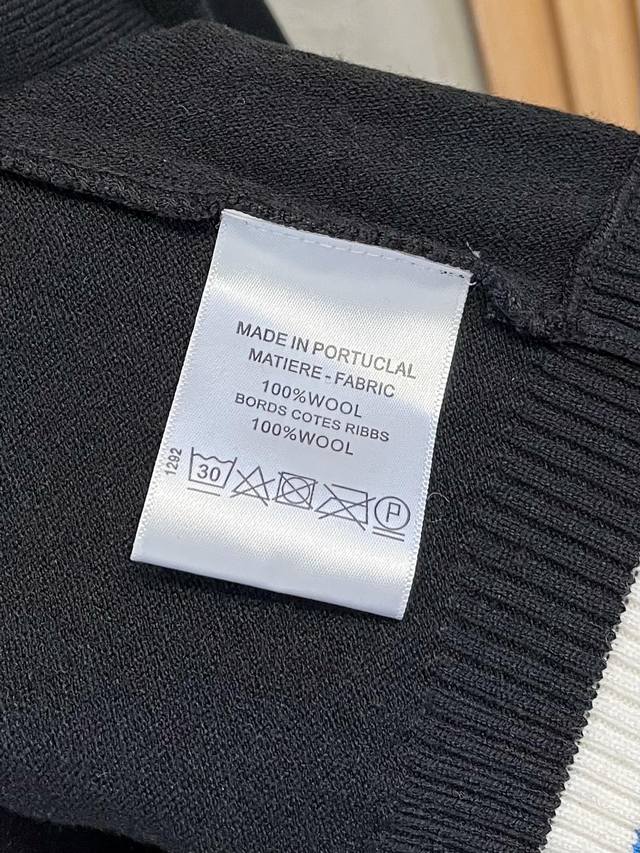 MADE IN PORTUCLAL
MATIERE - FABRIC
100%WOOL
BORDS COTES RIBBS
100%WOOL
1292
30
P